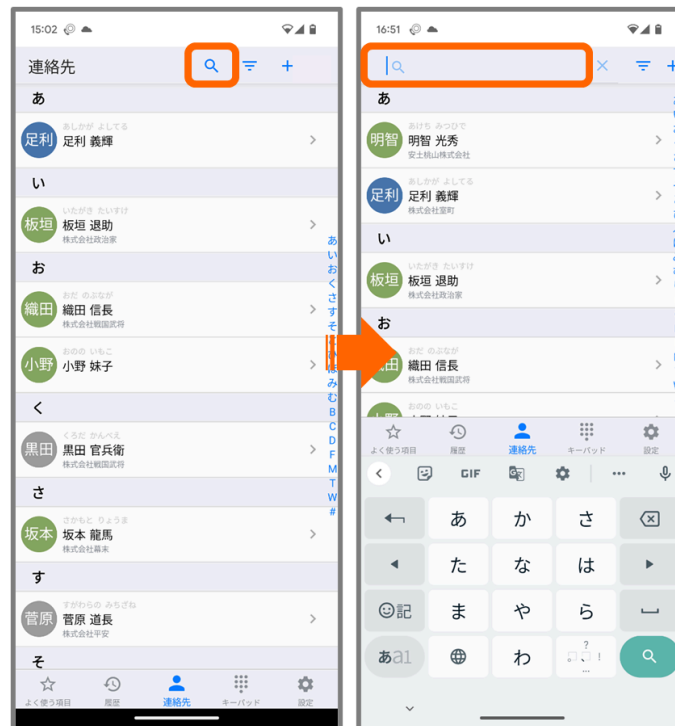 15:02
連絡先
あ
足利
あしかが よしてる
足利 義輝
い
板垣
いたがき たいすけ
板垣 退助
株式会社政治家
お
織田
おだ のぶなが
織田 信長
株式会社戦国武将
小野
おのの いもこ
小野 妹子
く
黒田
くろだ かんべえ
黒田 官兵衛
株式会社戦国武将
さ
坂本
さかもと りょうま
坂本 龍馬
株式会社幕末
す
菅原
すがわらの みちざね
菅原 道長
株式会社平安
そ
あ
い
お
く
さ
す
そ
ひ
ほ
み
む
B
C
D
F
M
T
W
#
よく使う項目
履歴
連絡先
キーパッド
設定
16:51
あ
明智
あけち みつひで
明智 光秀
安土桃山株式会社
足利
あしかが よしてる
足利 義輝
株式会社室町
い
板垣
いたがき たいすけ
板垣 退助
株式会社政治家
お
田
おだ のぶなが
織田 信長
株式会社戦国武将
おのの いもこ
よく使う項目
履歴
連絡先
キーパッド
設定
GIF
あ
か
さ
た
な
は
記
ま
や
ら
あa1
わ
、 ? ! …